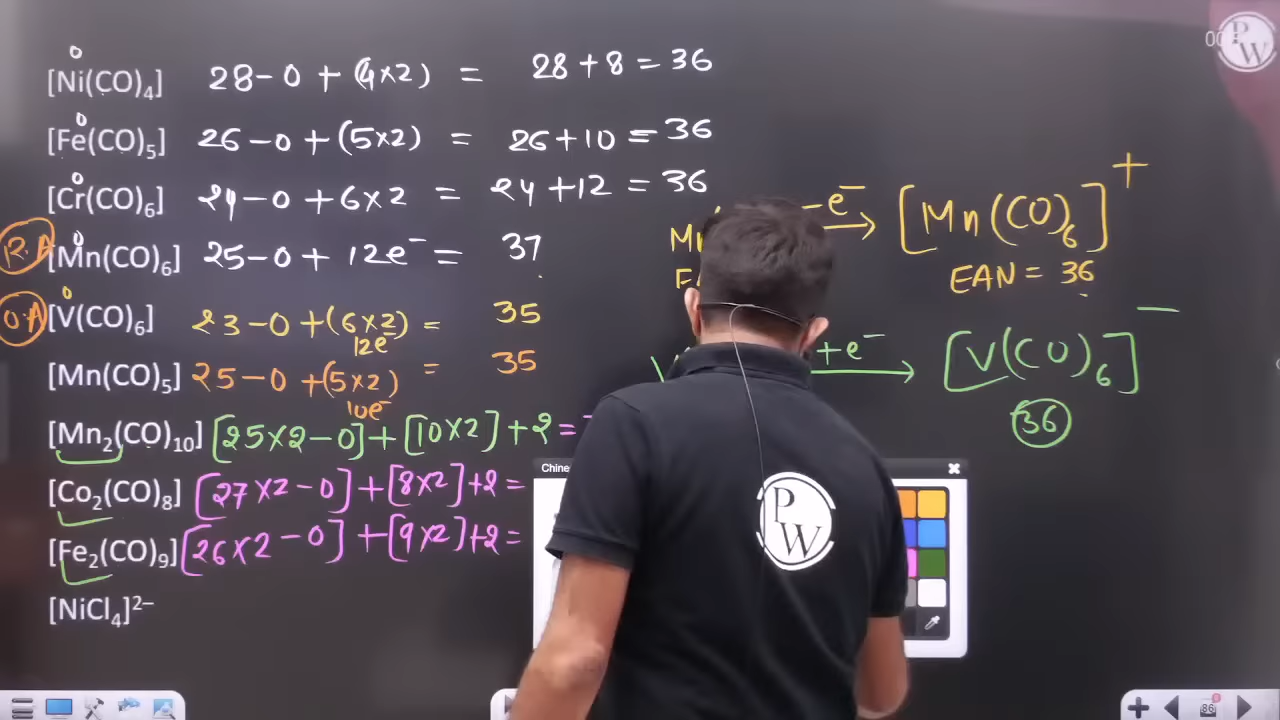 [Ni(CO)₄] 28 - 0 + (4×2) = 28 + 8 = 36
[Fe(CO)₅] 26 - 0 + (5×2) = 26 + 10 = 36
[Cr(CO)₆] 24 - 0 + 6×2 = 24 + 12 = 36
R.A [Mn(CO)₆] 25 - 0 + 12e⁻ = 37
O.A [V(CO)₆] 23 - 0 + (6×2) = 35
12e⁻
[Mn(CO)₅] 25 - 0 + (5×2) = 35
10e⁻
[Mn₂(CO)₁₀] [25×2 - 0] + [10×2] + 2 =
[Co₂(CO)₈] [27×2 - 0] + [8×2] + 2 =
[Fe₂(CO)₉] [26×2 - 0] + [9×2] + 2 =
[NiCl₄]²⁻
-e⁻ → [Mn(CO)₆]⁺
EAN = 36
+e⁻ → [V(CO)₆]⁻
36
PW
PW